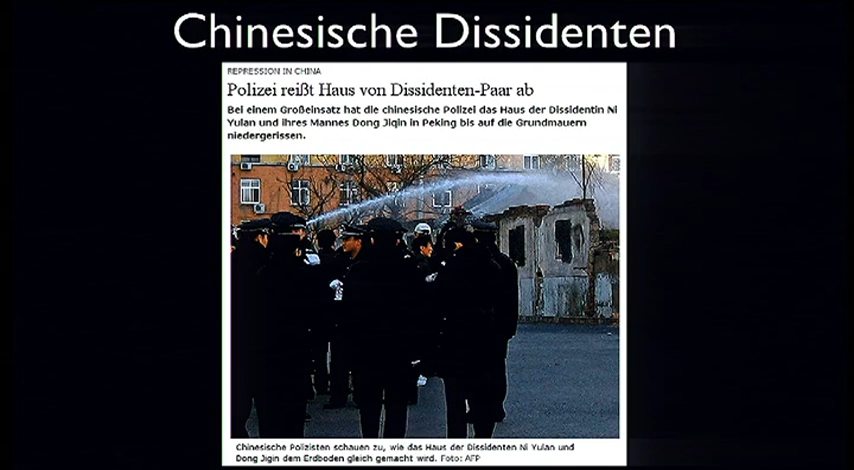 Chinesische Dissidenten
REPRESSION IN CHINA
Polizei reißt Haus von Dissidenten-Paar ab
Bei einem Großeinsatz hat die chinesische Polizei das Haus der Dissidentin Ni
Yulan und ihres Mannes Dong Jiqin in Peking bis auf die Grundmauern
niedergerissen.
Chinesische Polizisten schauen zu, wie das Haus der Dissidenten Ni Yulan und
Dong Jigin dem Erdboden gleich gemacht wird. Foto: AFP